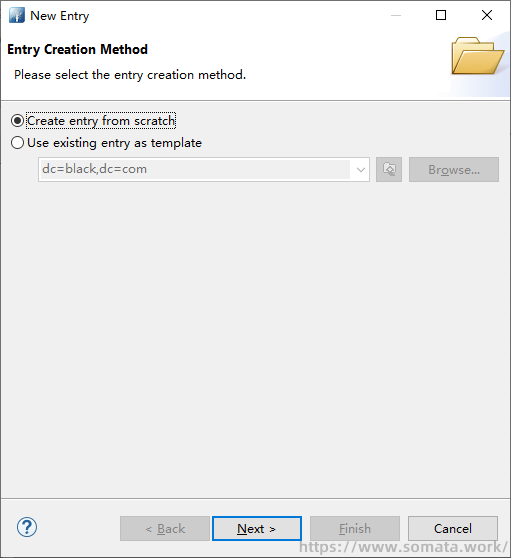 New Entry
Entry Creation Method
Please select the entry creation method.
Create entry from scratch
Use existing entry as template
dc=black,dc=com
Browse...
< Back
Next >
Finish
Cancel
https://www.somata.work/